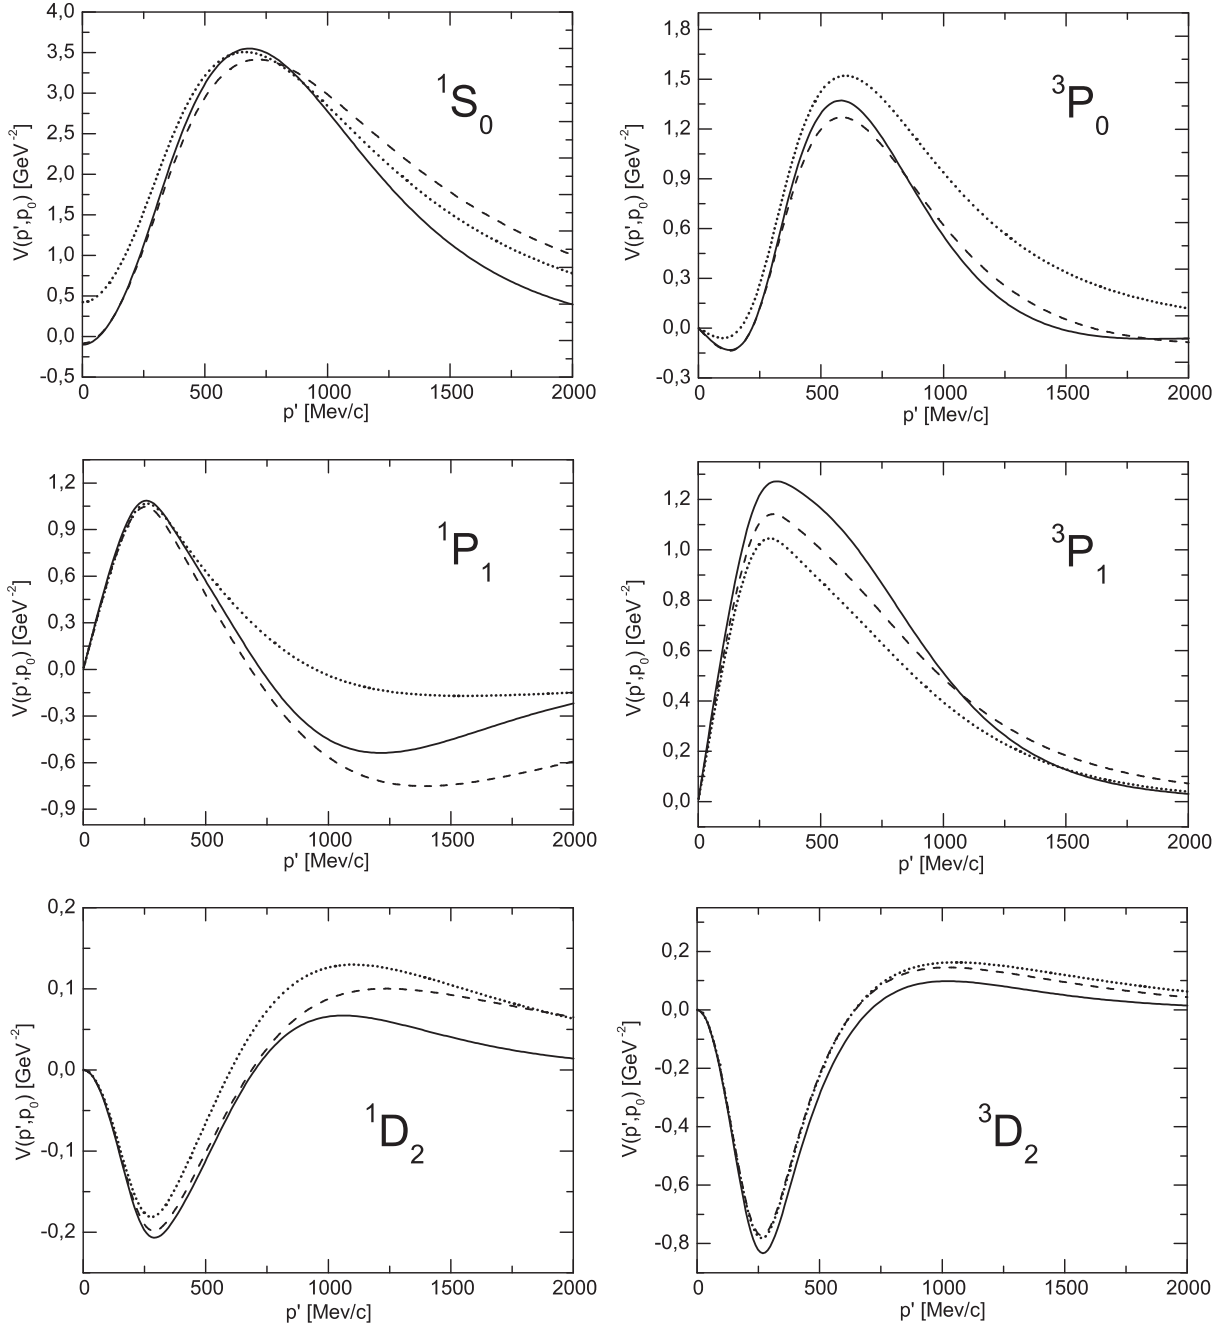 4,0
3,5
3,0
2,5
2,0
1,5
1,0
0,5
0,0
-0,5
V(p',p0) [GeV-2]
1S0
0 500 1000 1500 2000
p' [Mev/c]
1,8
1,5
1,2
0,9
0,6
0,3
0,0
-0,3
V(p',p0) [GeV-2]
3P0
0 500 1000 1500 2000
p' [Mev/c]
1,2
0,9
0,6
0,3
0,0
-0,3
-0,6
-0,9
V(p',p0) [GeV-2]
1P1
0 500 1000 1500 2000
p' [Mev/c]
1,2
1,0
0,8
0,6
0,4
0,2
0,0
V(p',p0) [GeV-2]
3P1
0 500 1000 1500 2000
p' [Mev/c]
0,2
0,1
0,0
-0,1
-0,2
V(p',p0) [GeV-2]
1D2
0 500 1000 1500 2000
p' [Mev/c]
0,2
0,0
-0,2
-0,4
-0,6
-0,8
V(p',p0) [GeV-2]
3D2
0 500 1000 1500 2000
p' [Mev/c]